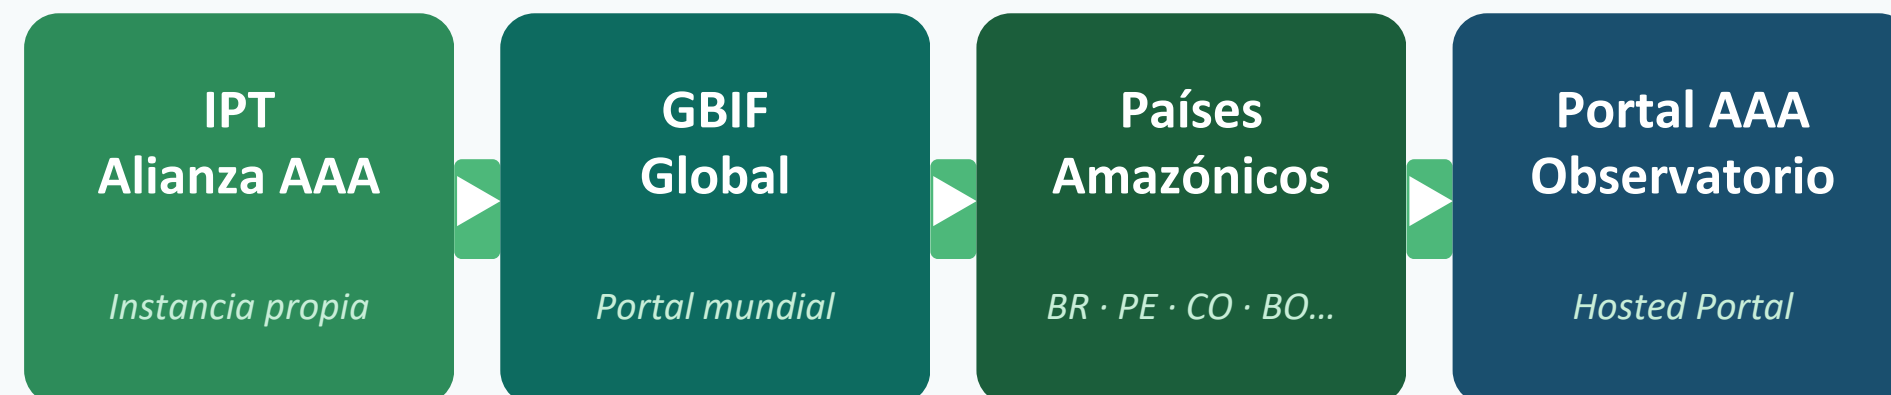 IPT
Alianza AAA
Instancia propia
GBIF
Global
Portal mundial
Países
Amazónicos
BR · PE · CO · BO...
Portal AAA
Observatorio
Hosted Portal